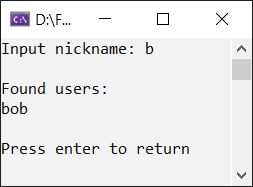 D:\F...
Input nickname: b
Found users:
bob
Press enter to return